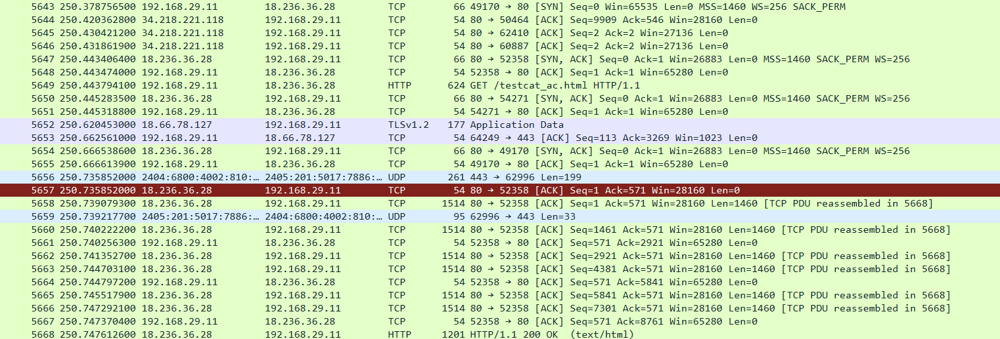 5643 250.378756500 192.168.29.11 18.236.36.28 TCP 66 49170 → 80 [SYN] Seq=0 Win=65535 Len=0 MSS=1460 WS=256 SACK_PERM
5644 250.420362800 34.218.221.118 192.168.29.11 TCP 54 80 → 50464 [ACK] Seq=9909 Ack=546 Win=28160 Len=0
5645 250.430421200 34.218.221.118 192.168.29.11 TCP 54 80 → 62410 [ACK] Seq=2 Ack=2 Win=27136 Len=0
5646 250.431861900 34.218.221.118 192.168.29.11 TCP 54 80 → 60887 [ACK] Seq=2 Ack=2 Win=27136 Len=0
5647 250.443406400 18.236.36.28 192.168.29.11 TCP 66 80 → 52358 [SYN, ACK] Seq=0 Ack=1 Win=26883 Len=0 MSS=1460 SACK_PERM WS=256
5648 250.443474000 192.168.29.11 18.236.36.28 TCP 54 52358 → 80 [ACK] Seq=1 Ack=1 Win=65280 Len=0
5649 250.443794100 192.168.29.11 18.236.36.28 HTTP 624 GET /testcat_ac.html HTTP/1.1
5650 250.445283500 18.236.36.28 192.168.29.11 TCP 66 80 → 54271 [SYN, ACK] Seq=0 Ack=1 Win=26883 Len=0 MSS=1460 SACK_PERM WS=256
5651 250.445318800 192.168.29.11 18.236.36.28 TCP 54 54271 → 80 [ACK] Seq=1 Ack=1 Win=65280 Len=0
5652 250.620453000 18.66.78.127 192.168.29.11 TLSv1.2 177 Application Data
5653 250.662561000 192.168.29.11 18.66.78.127 TCP 54 64249 → 443 [ACK] Seq=113 Ack=3269 Win=1023 Len=0
5654 250.666538600 18.236.36.28 192.168.29.11 TCP 66 80 → 49170 [SYN, ACK] Seq=0 Ack=1 Win=26883 Len=0 MSS=1460 SACK_PERM WS=256
5655 250.666613900 192.168.29.11 18.236.36.28 TCP 54 49170 → 80 [ACK] Seq=1 Ack=1 Win=65280 Len=0
5656 250.735852000 2404:6800:4002:810:… 2405:201:5017:7886:… UDP 261 443 → 62996 Len=199
5657 250.735852000 18.236.36.28 192.168.29.11 TCP 54 80 → 52358 [ACK] Seq=1 Ack=571 Win=28160 Len=0
5658 250.739079300 18.236.36.28 192.168.29.11 TCP 1514 80 → 52358 [ACK] Seq=1 Ack=571 Win=28160 Len=1460 [TCP PDU reassembled in 5668]
5659 250.739217700 2405:201:5017:7886:… 2404:6800:4002:810:… UDP 95 62996 → 443 Len=33
5660 250.740222200 18.236.36.28 192.168.29.11 TCP 1514 80 → 52358 [ACK] Seq=1461 Ack=571 Win=28160 Len=1460 [TCP PDU reassembled in 5668]
5661 250.740256300 192.168.29.11 18.236.36.28 TCP 54 52358 → 80 [ACK] Seq=571 Ack=2921 Win=65280 Len=0
5662 250.741352700 18.236.36.28 192.168.29.11 TCP 1514 80 → 52358 [ACK] Seq=2921 Ack=571 Win=28160 Len=1460 [TCP PDU reassembled in 5668]
5663 250.744703100 18.236.36.28 192.168.29.11 TCP 1514 80 → 52358 [ACK] Seq=4381 Ack=571 Win=28160 Len=1460 [TCP PDU reassembled in 5668]
5664 250.744797200 192.168.29.11 18.236.36.28 TCP 54 52358 → 80 [ACK] Seq=571 Ack=5841 Win=65280 Len=0
5665 250.745517900 18.236.36.28 192.168.29.11 TCP 1514 80 → 52358 [ACK] Seq=5841 Ack=571 Win=28160 Len=1460 [TCP PDU reassembled in 5668]
5666 250.747292100 18.236.36.28 192.168.29.11 TCP 1514 80 → 52358 [ACK] Seq=7301 Ack=571 Win=28160 Len=1460 [TCP PDU reassembled in 5668]
5667 250.747370400 192.168.29.11 18.236.36.28 TCP 54 52358 → 80 [ACK] Seq=571 Ack=8761 Win=65280 Len=0
5668 250.747612600 18.236.36.28 192.168.29.11 HTTP 1201 HTTP/1.1 200 OK (text/html)